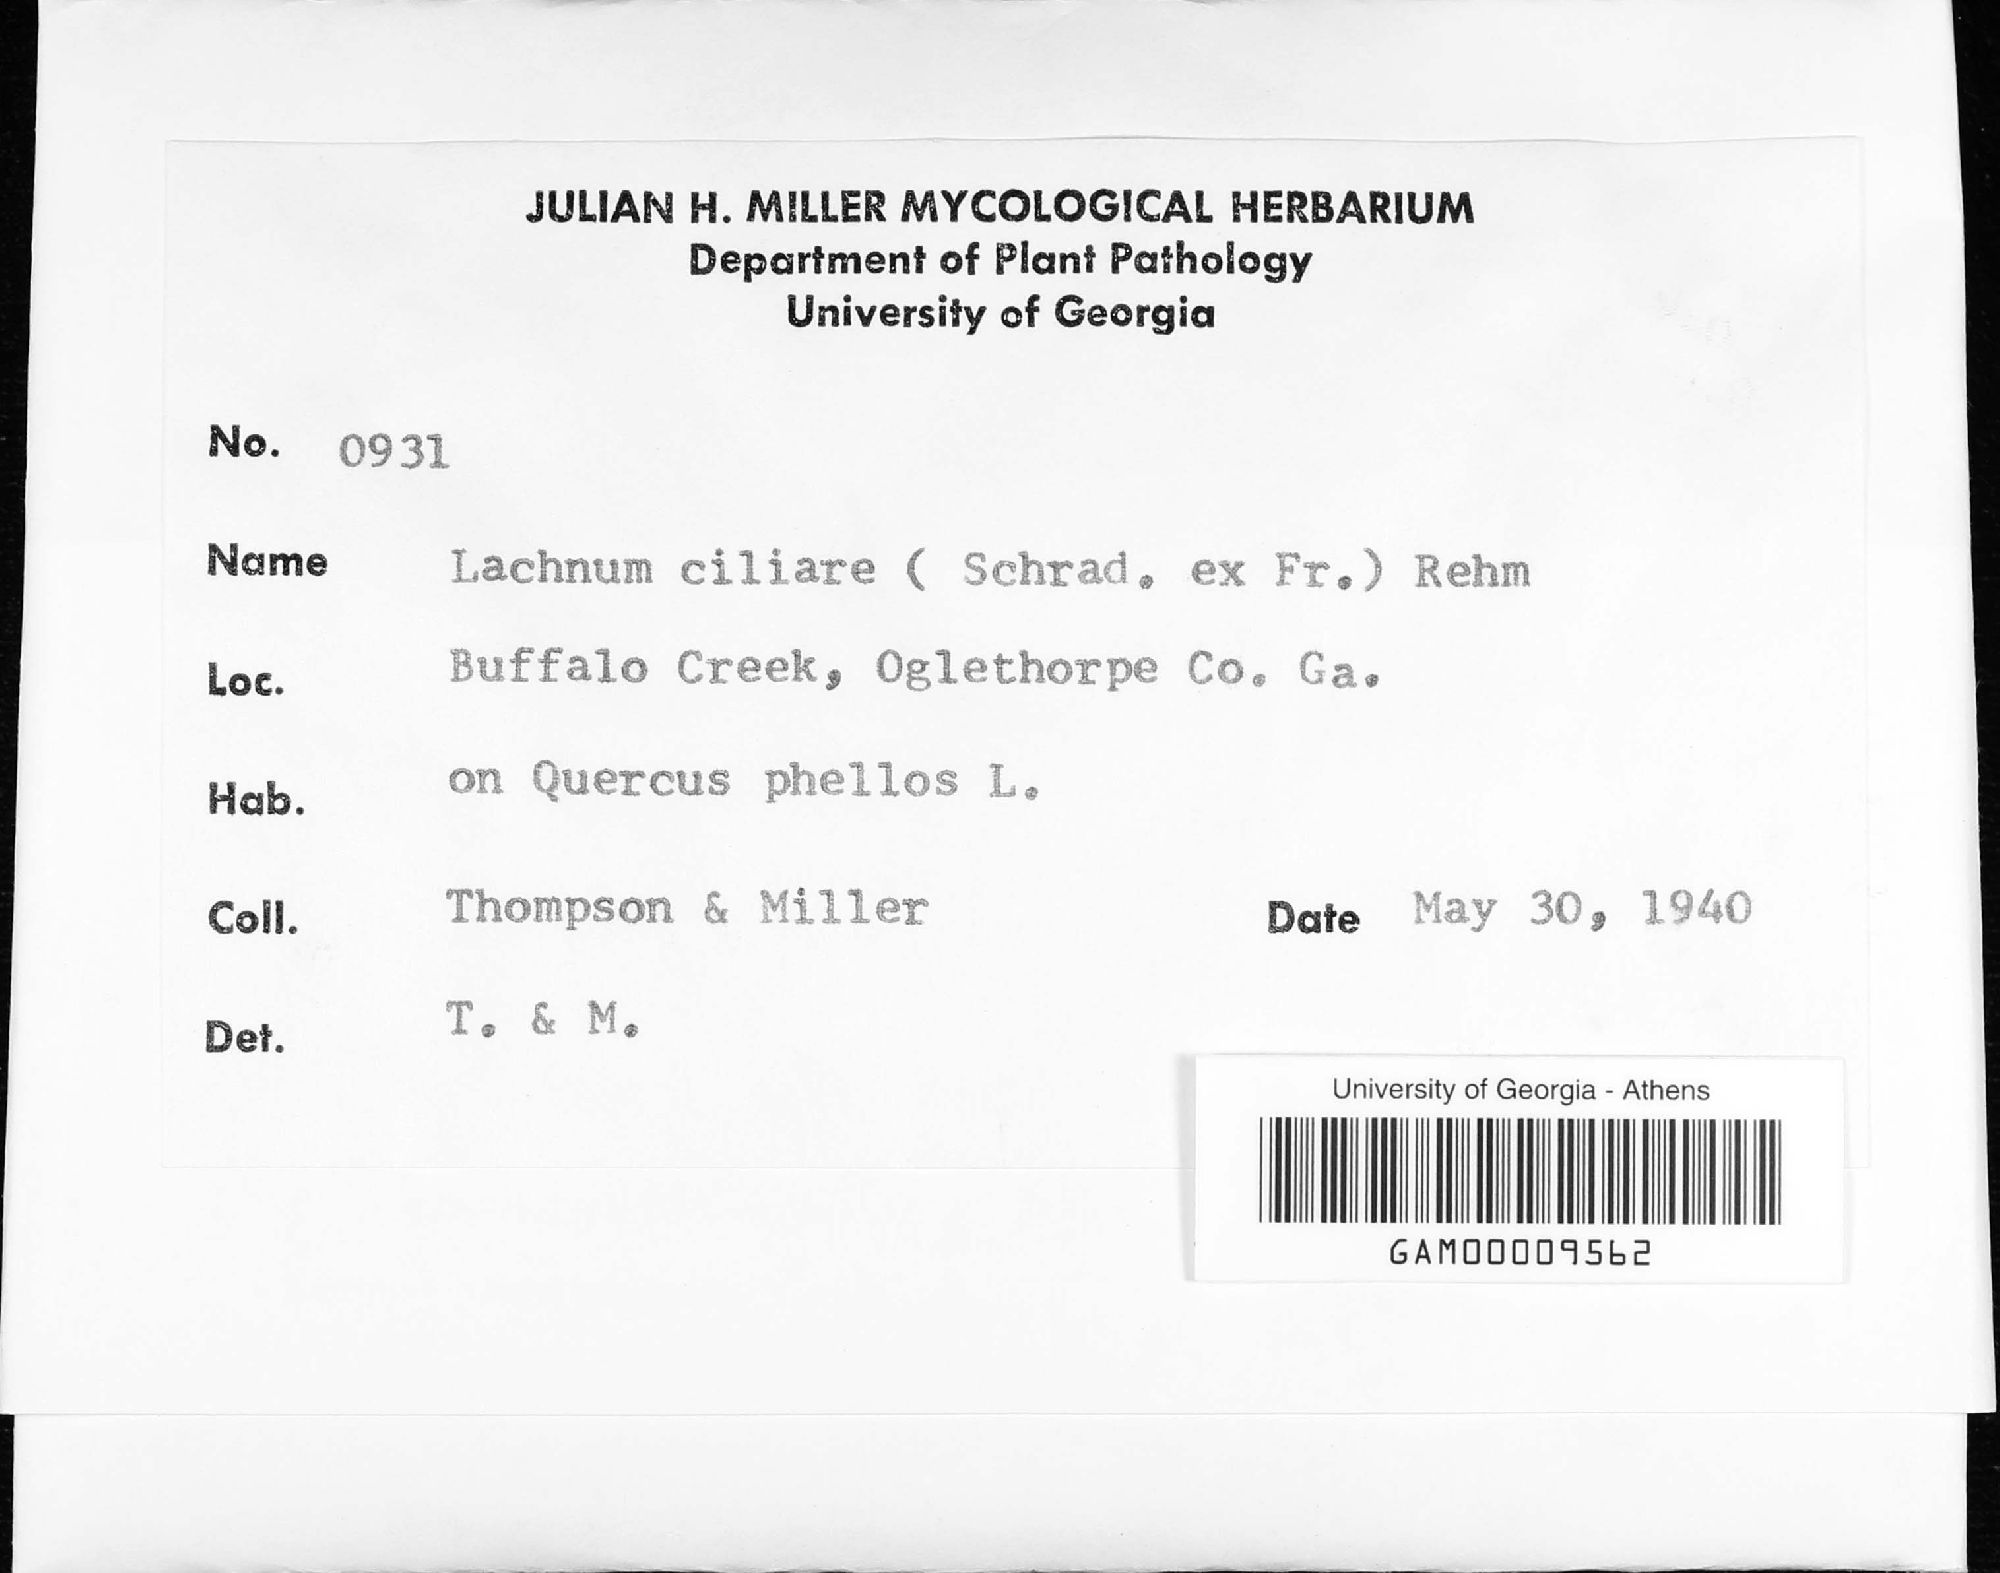 JULIAN H. MILLER MYCOLOGICAL HERBARIUM
Department of Plant Pathology
University of Georgia
No. 0931
Name Lachnum ciliare ( Schrad. ex Fr.) Rehm
Loc. Buffalo Creek, Oglethorpe Co. Ga.
Hab. on Quercus phellos L.
Coll. Thompson & Miller Date May 30, 1940
Det. T. & M.
University of Georgia - Athens
GAM00009562